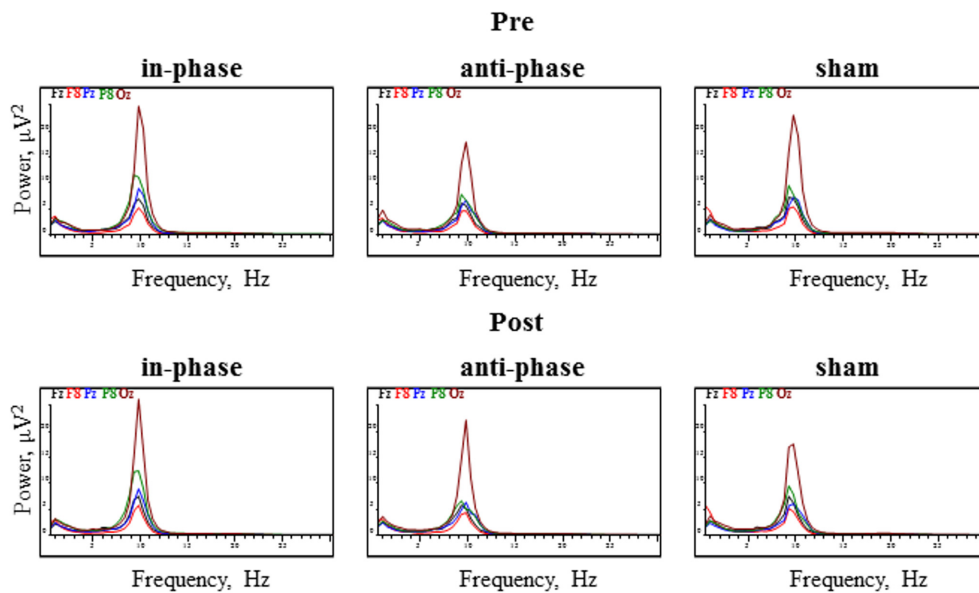 Pre
in-phase anti-phase sham
Fz F8 Pz P8 Oz Fz F8 Pz P8 Oz Fz F8 Pz P8 Oz
Power, μV2
Frequency, Hz Frequency, Hz Frequency, Hz
Post
in-phase anti-phase sham
Fz F8 Pz P8 Oz Fz F8 Pz P8 Oz Fz F8 Pz P8 Oz
Power, μV2
Frequency, Hz Frequency, Hz Frequency, Hz